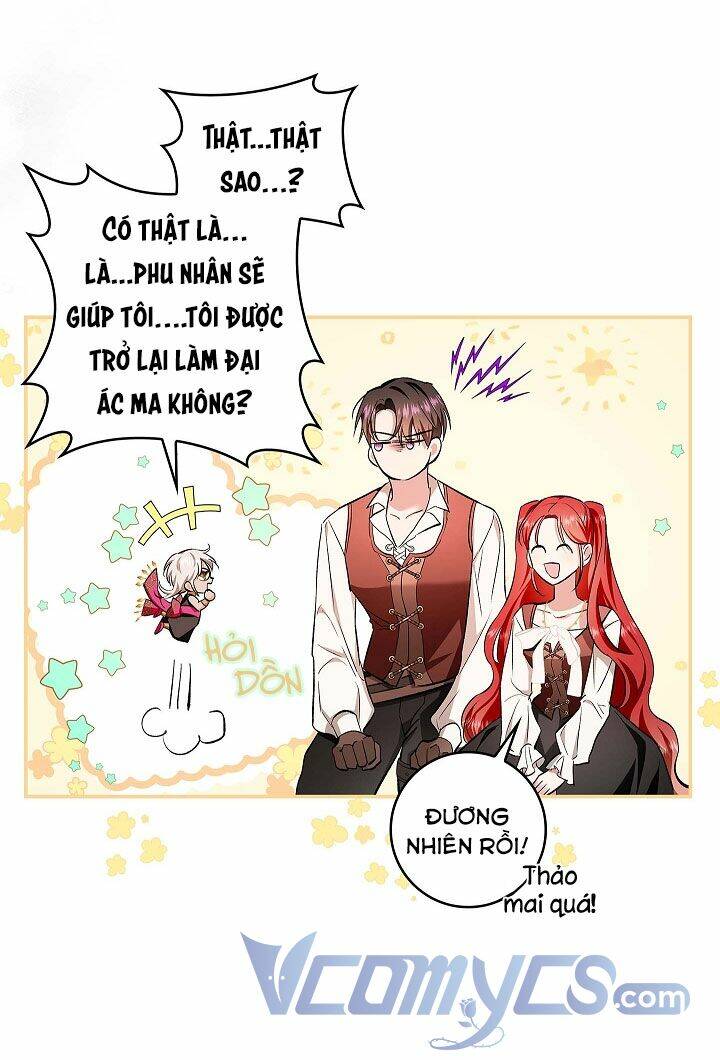 THẬT...THẬT
SAO...?
CÓ THẬT LÀ...
LÀ...PHU NHÂN SẼ
GIÚP TÔI....TÔI ĐƯỢC
TRỞ LẠI LÀM ĐẠI
ÁC MA KHÔNG?
HỎI
DỒN
ĐƯƠNG
NHIÊN RỒI!
Thảo
mai quá!
VCOMYCS.com